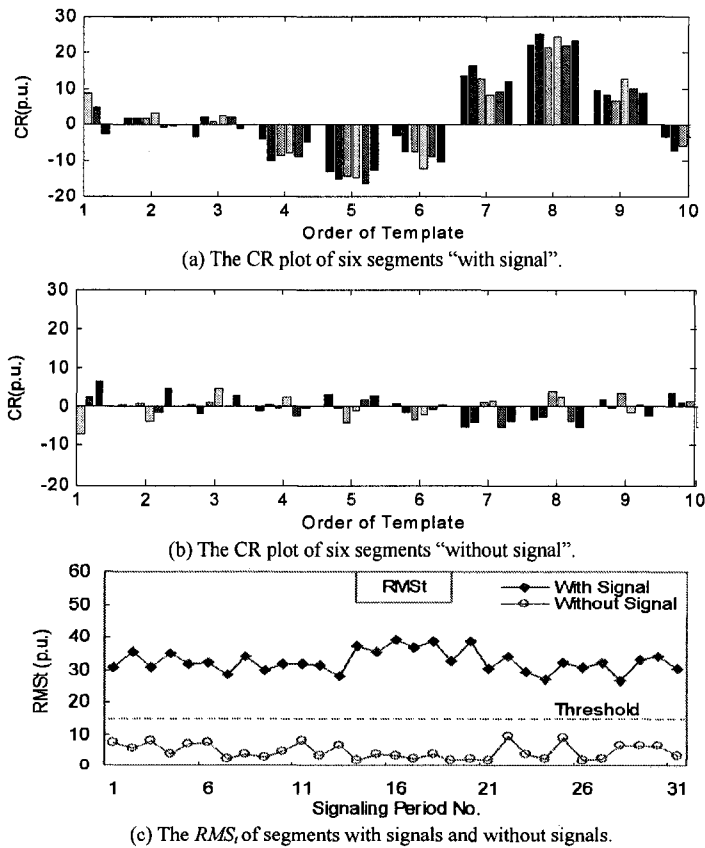 30
20
10
0
-10
-20
CR(p.u.)
1 2 3 4 5 6 7 8 9 10
Order of Template
(a) The CR plot of six segments “with signal”.
30
20
10
0
-10
-20
CR(p.u.)
1 2 3 4 5 6 7 8 9 10
Order of Template
(b) The CR plot of six segments “without signal”.
60
50
40
30
20
10
0
RMSt (p.u.)
RMSt
With Signal
Without Signal
Threshold
1 6 11 16 21 26 31
Signaling Period No.
(c) The RMSt of segments with signals and without signals.